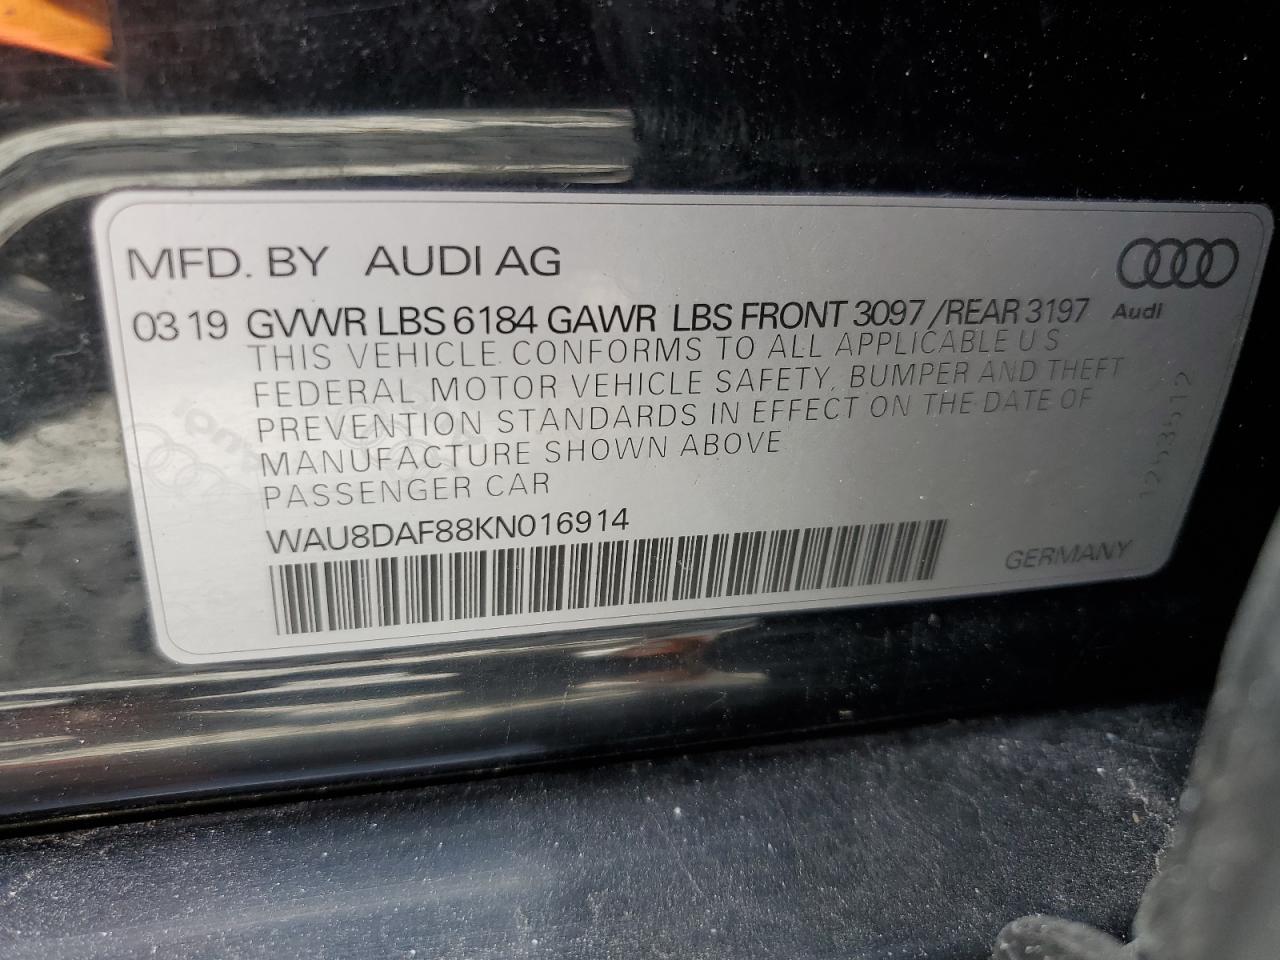 MFD. BY AUDI AG
03 19 GVWR LBS 6184 GAWR LBS FRONT 3097 /REAR 3197
Audi
THIS VEHICLE CONFORMS TO ALL APPLICABLE U S
FEDERAL MOTOR VEHICLE SAFETY, BUMPER AND THEFT
PREVENTION STANDARDS IN EFFECT ON THE DATE OF
MANUFACTURE SHOWN ABOVE
PASSENGER CAR
WAU8DAF88KN016914
GERMANY